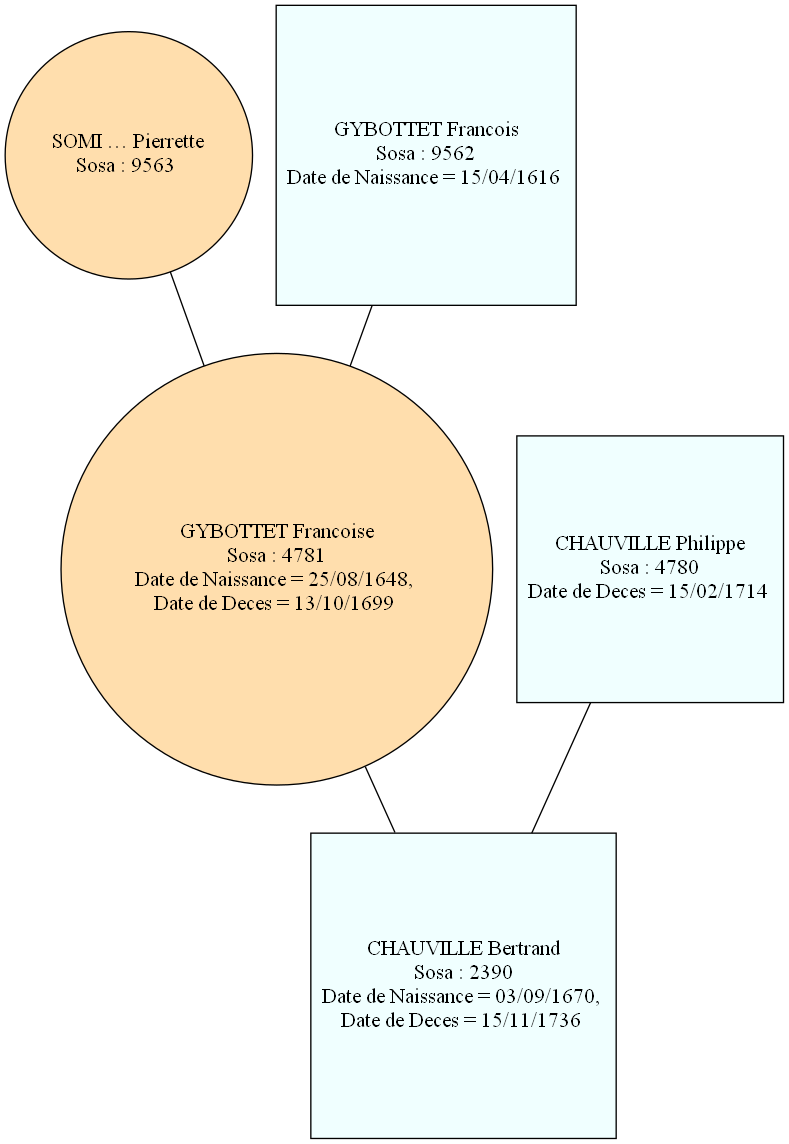 SOMI … Pierrette
Sosa : 9563
GYBOTTET Francois
Sosa : 9562
Date de Naissance = 15/04/1616
GYBOTTET Francoise
Sosa : 4781
Date de Naissance = 25/08/1648,
Date de Deces = 13/10/1699
CHAUVILLE Philippe
Sosa : 4780
Date de Deces = 15/02/1714
CHAUVILLE Bertrand
Sosa : 2390
Date de Naissance = 03/09/1670,
Date de Deces = 15/11/1736